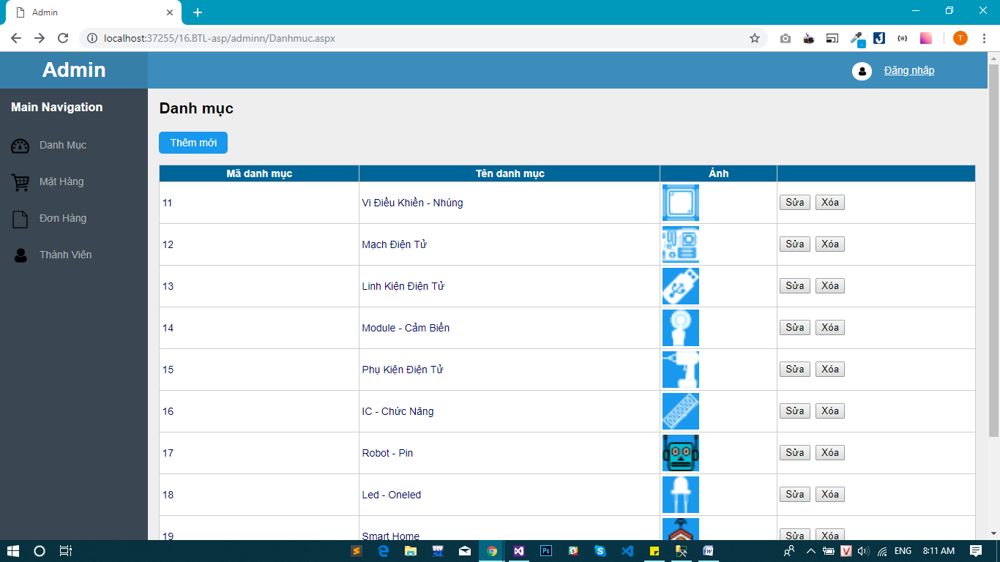 Admin
localhost:37255/16.BTL-asp/adminn/Danhmuc.aspx
T
Admin
Đăng nhập
Main Navigation
Danh Mục
Mặt Hàng
Đơn Hàng
Thành Viên
Danh mục
Thêm mới
Mã danh mục Tên danh mục Ảnh
11 Vi Điều Khiền - Nhúng Sửa Xóa
12 Mạch Điện Tử Sửa Xóa
13 Linh Kiện Điện Tử Sửa Xóa
14 Module - Cảm Biến Sửa Xóa
15 Phụ Kiện Điện Tử Sửa Xóa
16 IC - Chức Năng Sửa Xóa
17 Robot - Pin Sửa Xóa
18 Led - Oneled Sửa Xóa
19 Smart Home Sửa Xóa
ENG 8:11 AM